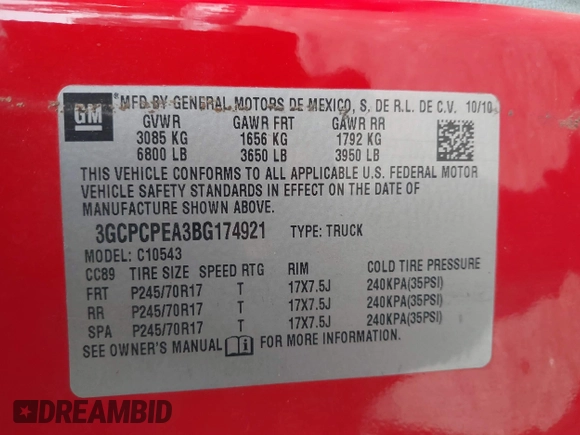 GM
MFD BY GENERAL MOTORS DE MEXICO, S. DE R.L. DE C.V. 10/10
GVWR GAWR FRT GAWR RR
3085 KG 1656 KG 1792 KG
6800 LB 3650 LB 3950 LB
THIS VEHICLE CONFORMS TO ALL APPLICABLE U.S. FEDERAL MOTOR
VEHICLE SAFETY STANDARDS IN EFFECT ON THE DATE OF
MANUFACTURE SHOWN ABOVE.
3GCPCPEA3BG174921 TYPE: TRUCK
MODEL: C10543
CC89 TIRE SIZE SPEED RTG RIM COLD TIRE PRESSURE
FRT P245/70R17 T 17X7.5J 240KPA(35PSI)
RR P245/70R17 T 17X7.5J 240KPA(35PSI)
SPA P245/70R17 T 17X7.5J 240KPA(35PSI)
SEE OWNER'S MANUAL FOR MORE INFORMATION.
DREAMBID